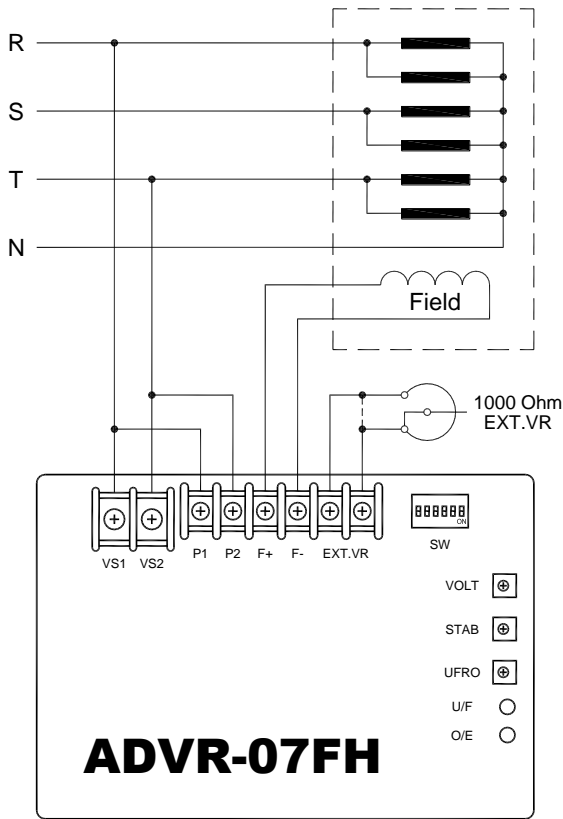 R
S
T
N
Field
1000 Ohm
EXT.VR
VS1 VS2 P1 P2 F+ F- EXT.VR
ON
SW
VOLT
STAB
UFRO
U/F
O/E
ADVR-07FH